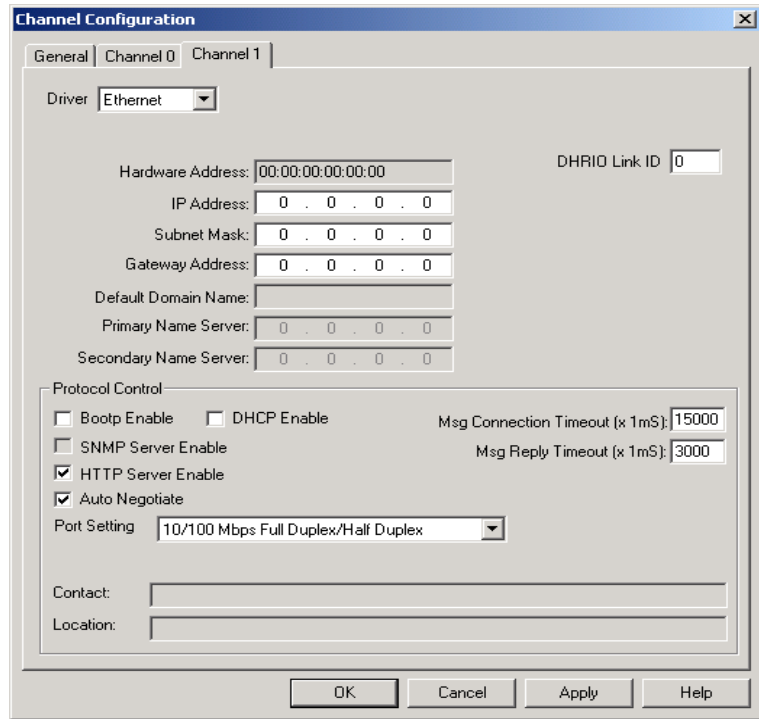 Channel Configuration
General Channel 0 Channel 1
Driver Ethernet
DHRIO Link ID 0
Hardware Address: 00:00:00:00:00:00
IP Address: 0 . 0 . 0 . 0
Subnet Mask: 0 . 0 . 0 . 0
Gateway Address: 0 . 0 . 0 . 0
Default Domain Name:
Primary Name Server: 0 . 0 . 0 . 0
Secondary Name Server: 0 . 0 . 0 . 0
Protocol Control
Bootp Enable DHCP Enable Msg Connection Timeout (x 1mS): 15000
SNMP Server Enable Msg Reply Timeout (x 1mS): 3000
HTTP Server Enable
Auto Negotiate
Port Setting 10/100 Mbps Full Duplex/Half Duplex
Contact:
Location:
OK Cancel Apply Help